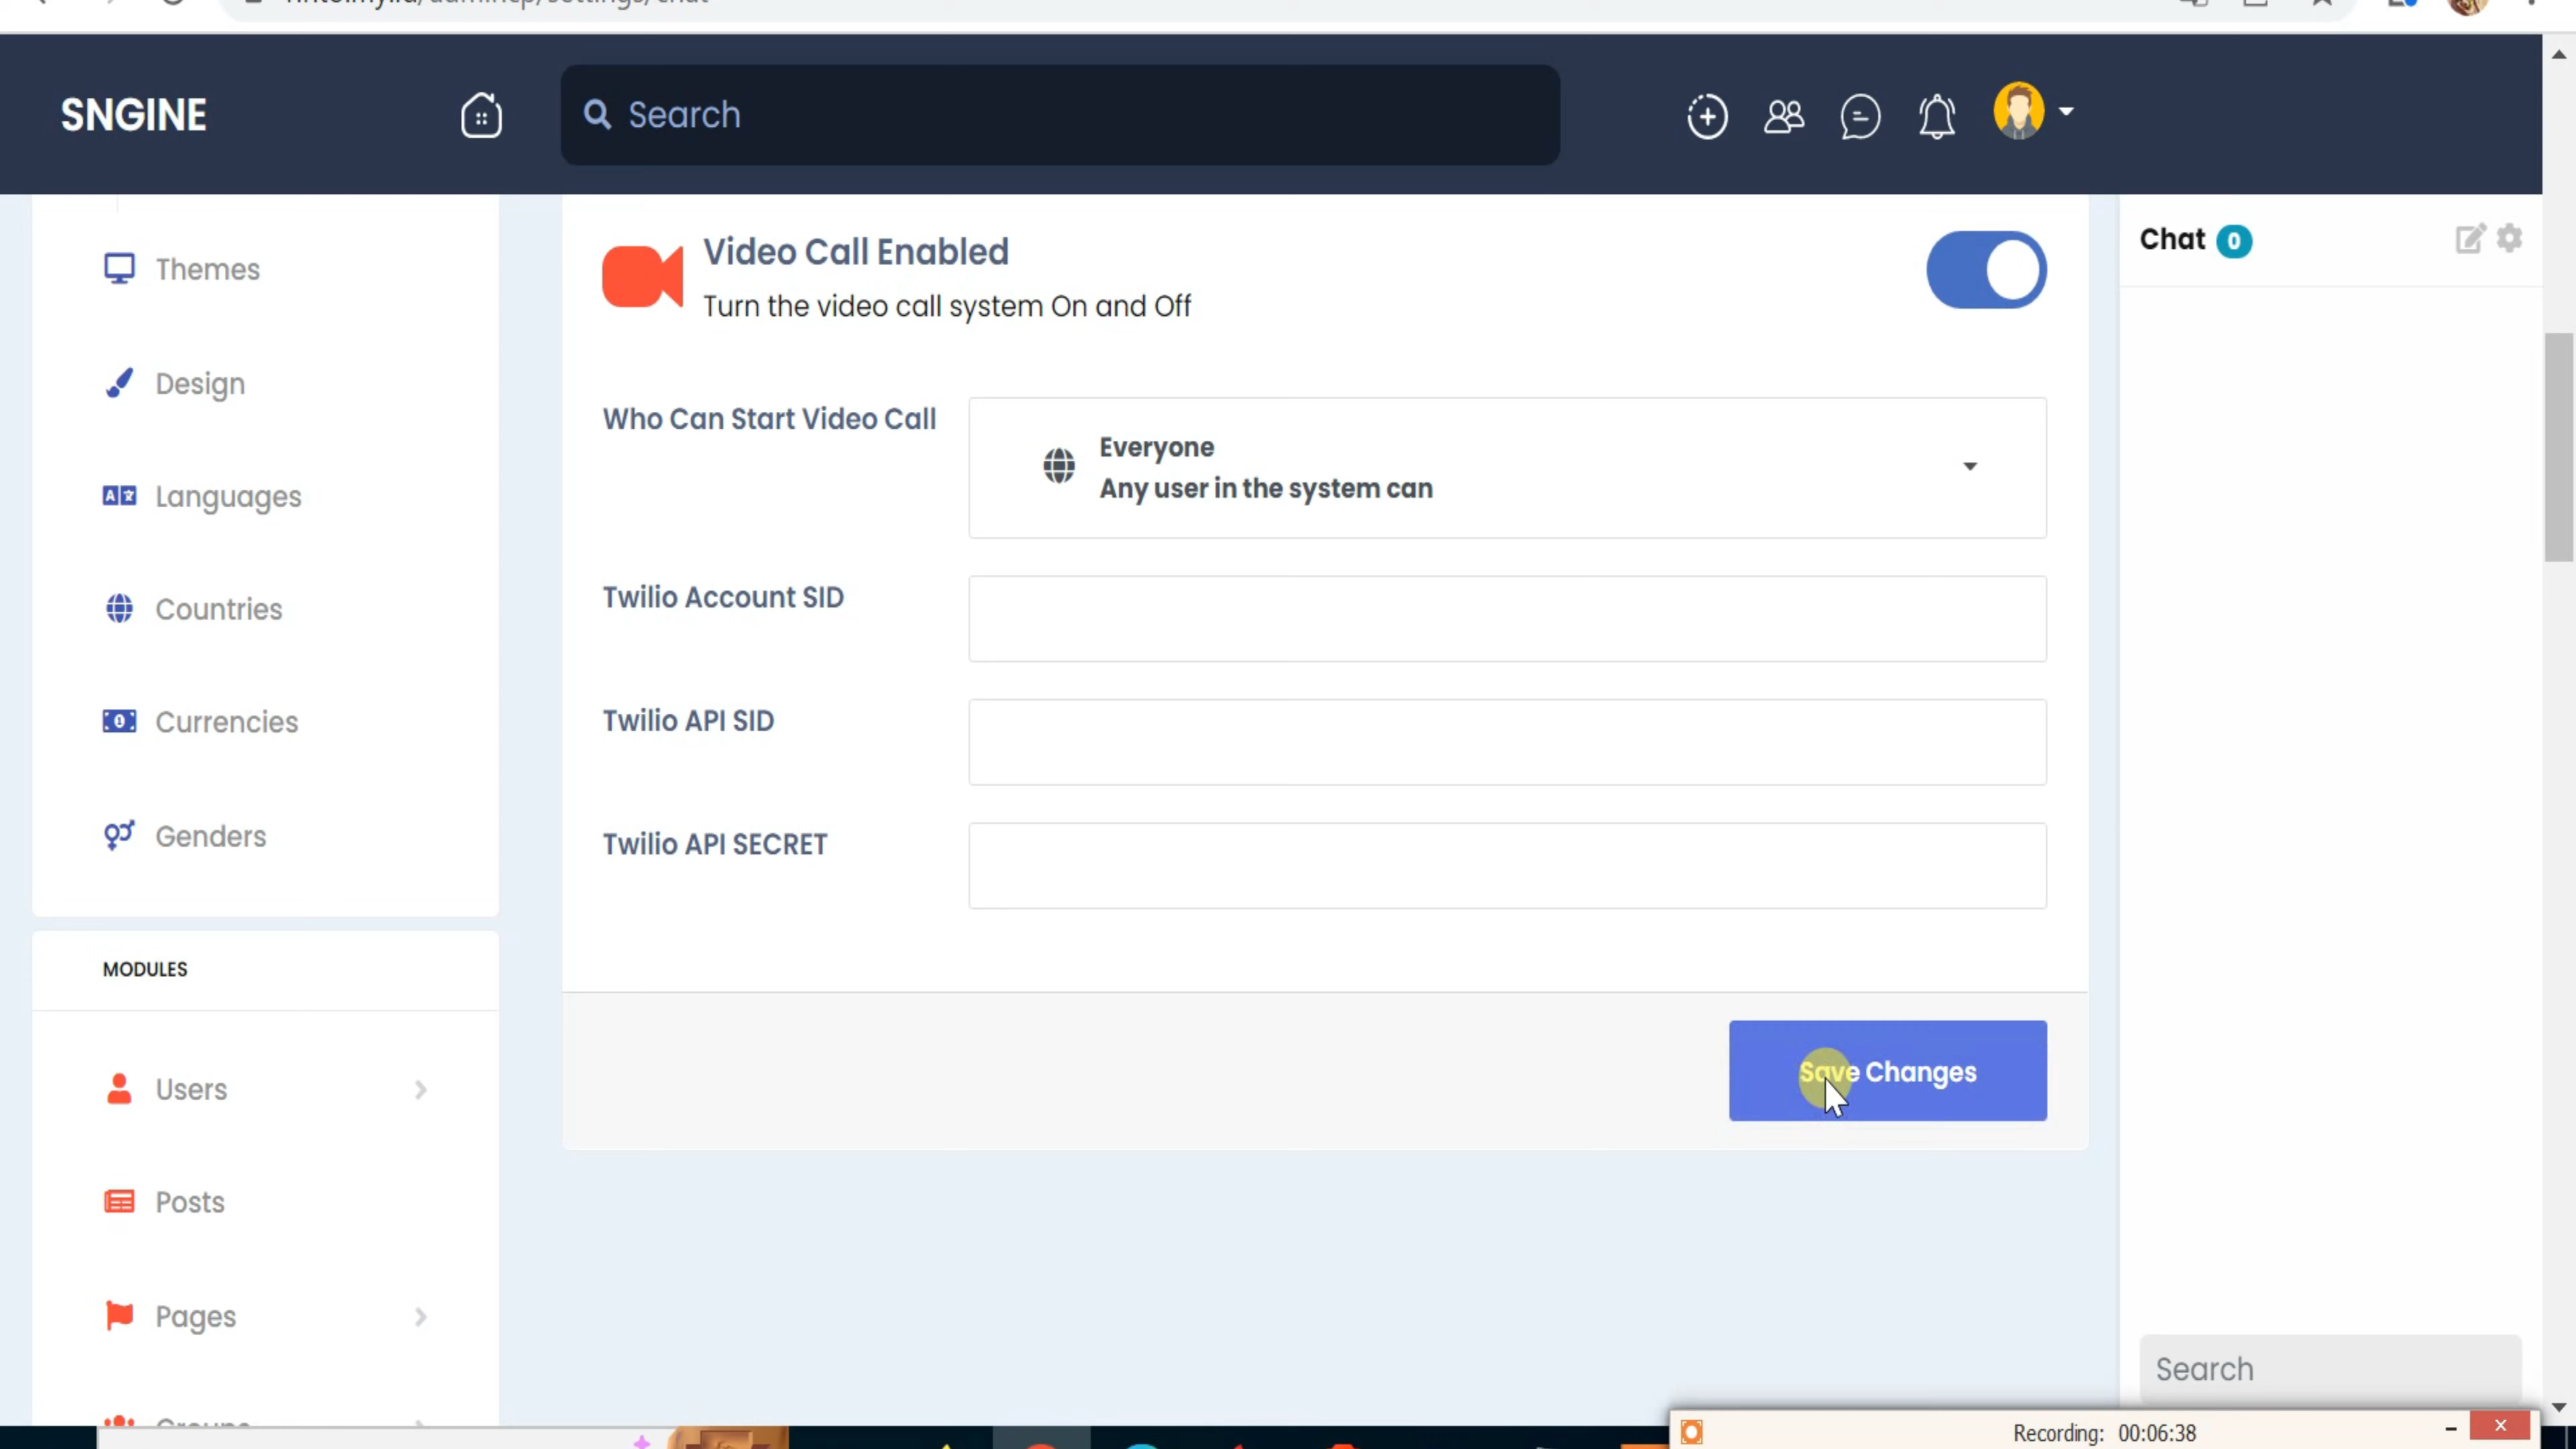 SNGINE
Search
Chat 0
Themes
Design
Languages
Countries
Currencies
Genders
MODULES
Users
Posts
Pages
Groups
Video Call Enabled
Turn the video call system On and Off
Who Can Start Video Call
Everyone
Any user in the system can
Twilio Account SID
Twilio API SID
Twilio API SECRET
Save Changes
Search
Recording: 00:06:38